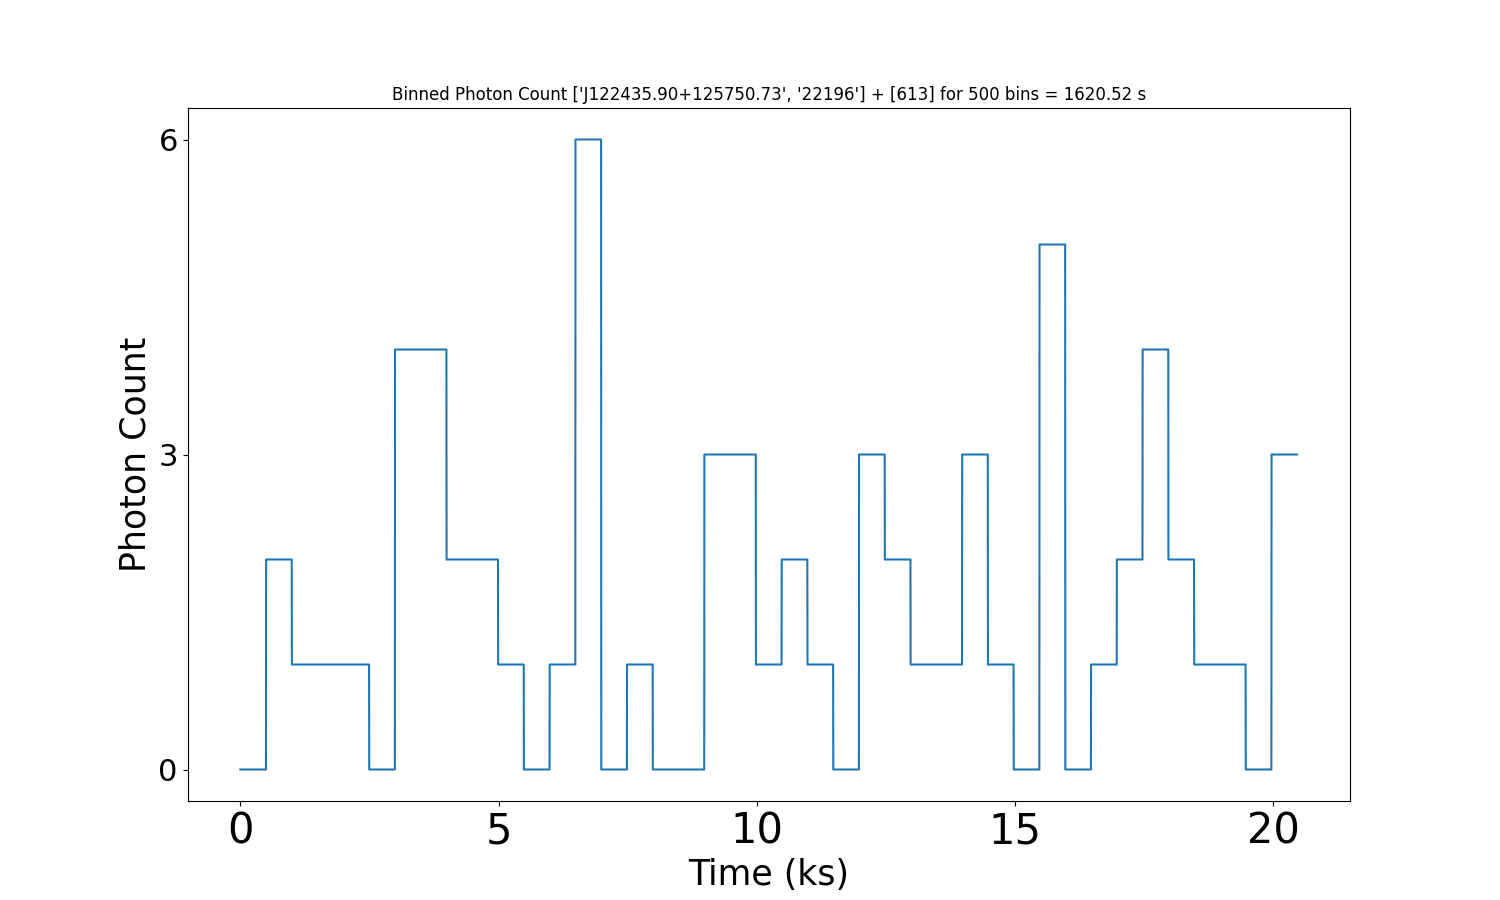 Binned Photon Count ['J122435.90+125750.73', '22196'] + [613] for 500 bins = 1620.52 s
6
3
0
Photon Count
0 5 10 15 20
Time (ks)